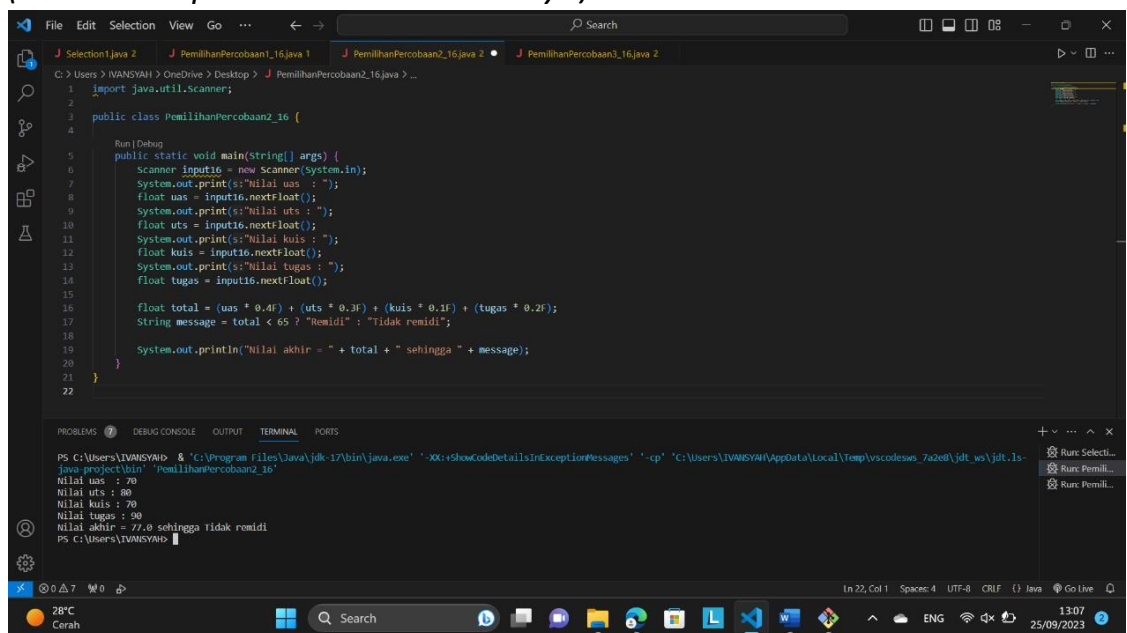 File Edit Selection View Go ··· ← → Search
J Selection1.java 2 J PemilihanPercobaan1_16.java 1 J PemilihanPercobaan2_16.java 2 ● J PemilihanPercobaan3_16.java 2
C: > Users > IVANSYAH > OneDrive > Desktop > J PemilihanPercobaan2_16.java > ...
1 import java.util.Scanner;
2
3 public class PemilihanPercobaan2_16 {
4
Run | Debug
5 public static void main(String[] args) {
6 Scanner input16 = new Scanner(System.in);
7 System.out.print(s:"Nilai uas  : ");
8 float uas = input16.nextFloat();
9 System.out.print(s:"Nilai uts : ");
10 float uts = input16.nextFloat();
11 System.out.print(s:"Nilai kuis : ");
12 float kuis = input16.nextFloat();
13 System.out.print(s:"Nilai tugas : ");
14 float tugas = input16.nextFloat();
15
16 float total = (uas * 0.4F) + (uts * 0.3F) + (kuis * 0.1F) + (tugas * 0.2F);
17 String message = total < 65 ? "Remidi" : "Tidak remidi";
18
19 System.out.println("Nilai akhir = " + total + " sehingga " + message);
20 }
21 }
22
PROBLEMS 7 DEBUG CONSOLE OUTPUT TERMINAL PORTS
PS C:\Users\IVANSYAH> & 'C:\Program Files\Java\jdk-17\bin\java.exe' '-XX:+ShowCodeDetailsInExceptionMessages' '-cp' 'C:\Users\IVANSYAH\AppData\Local\Temp\vscodesws_7a2e8\jdt_ws\jdt.ls-
java-project\bin' 'PemilihanPercobaan2_16'
Nilai uas  : 70
Nilai uts : 80
Nilai kuis : 70
Nilai tugas : 90
Nilai akhir = 77.0 sehingga Tidak remidi
PS C:\Users\IVANSYAH>
Run: Selecti...
Run: Pemili...
Run: Pemili...
0 7 0 Ln 22, Col 1 Spaces: 4 UTF-8 CRLF {} Java Go Live
28°C
Cerah
Search
ENG
13:07
25/09/2023
2